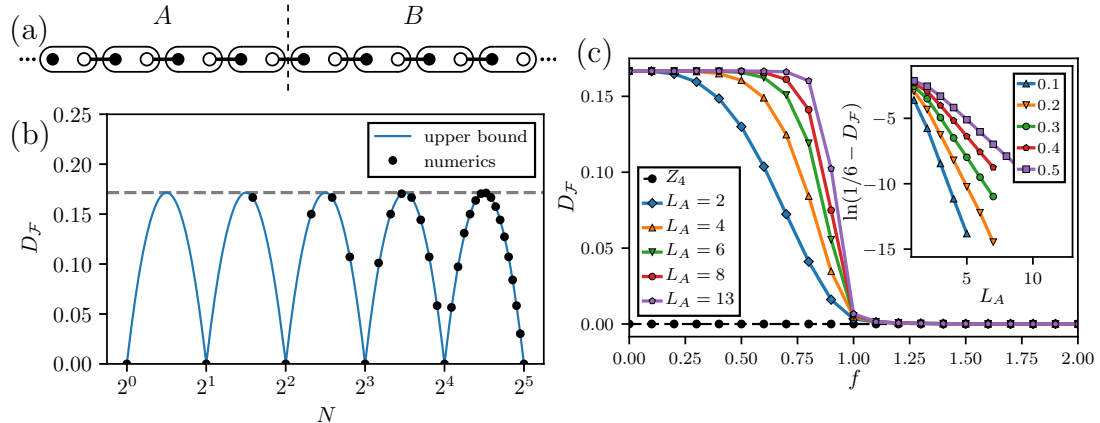 (a)
A
B
...
...
(b)
0.25
0.20
0.15
0.10
0.05
0.00
D_F
upper bound
numerics
2^0
2^1
2^2
2^3
2^4
2^5
N
(c)
0.15
0.10
0.05
0.00
D_F
Z_4
L_A = 2
L_A = 4
L_A = 6
L_A = 8
L_A = 13
0.00
0.25
0.50
0.75
1.00
1.25
1.50
1.75
2.00
f
ln(1/6 − D_F)
−5
−10
−15
0.1
0.2
0.3
0.4
0.5
5
10
L_A